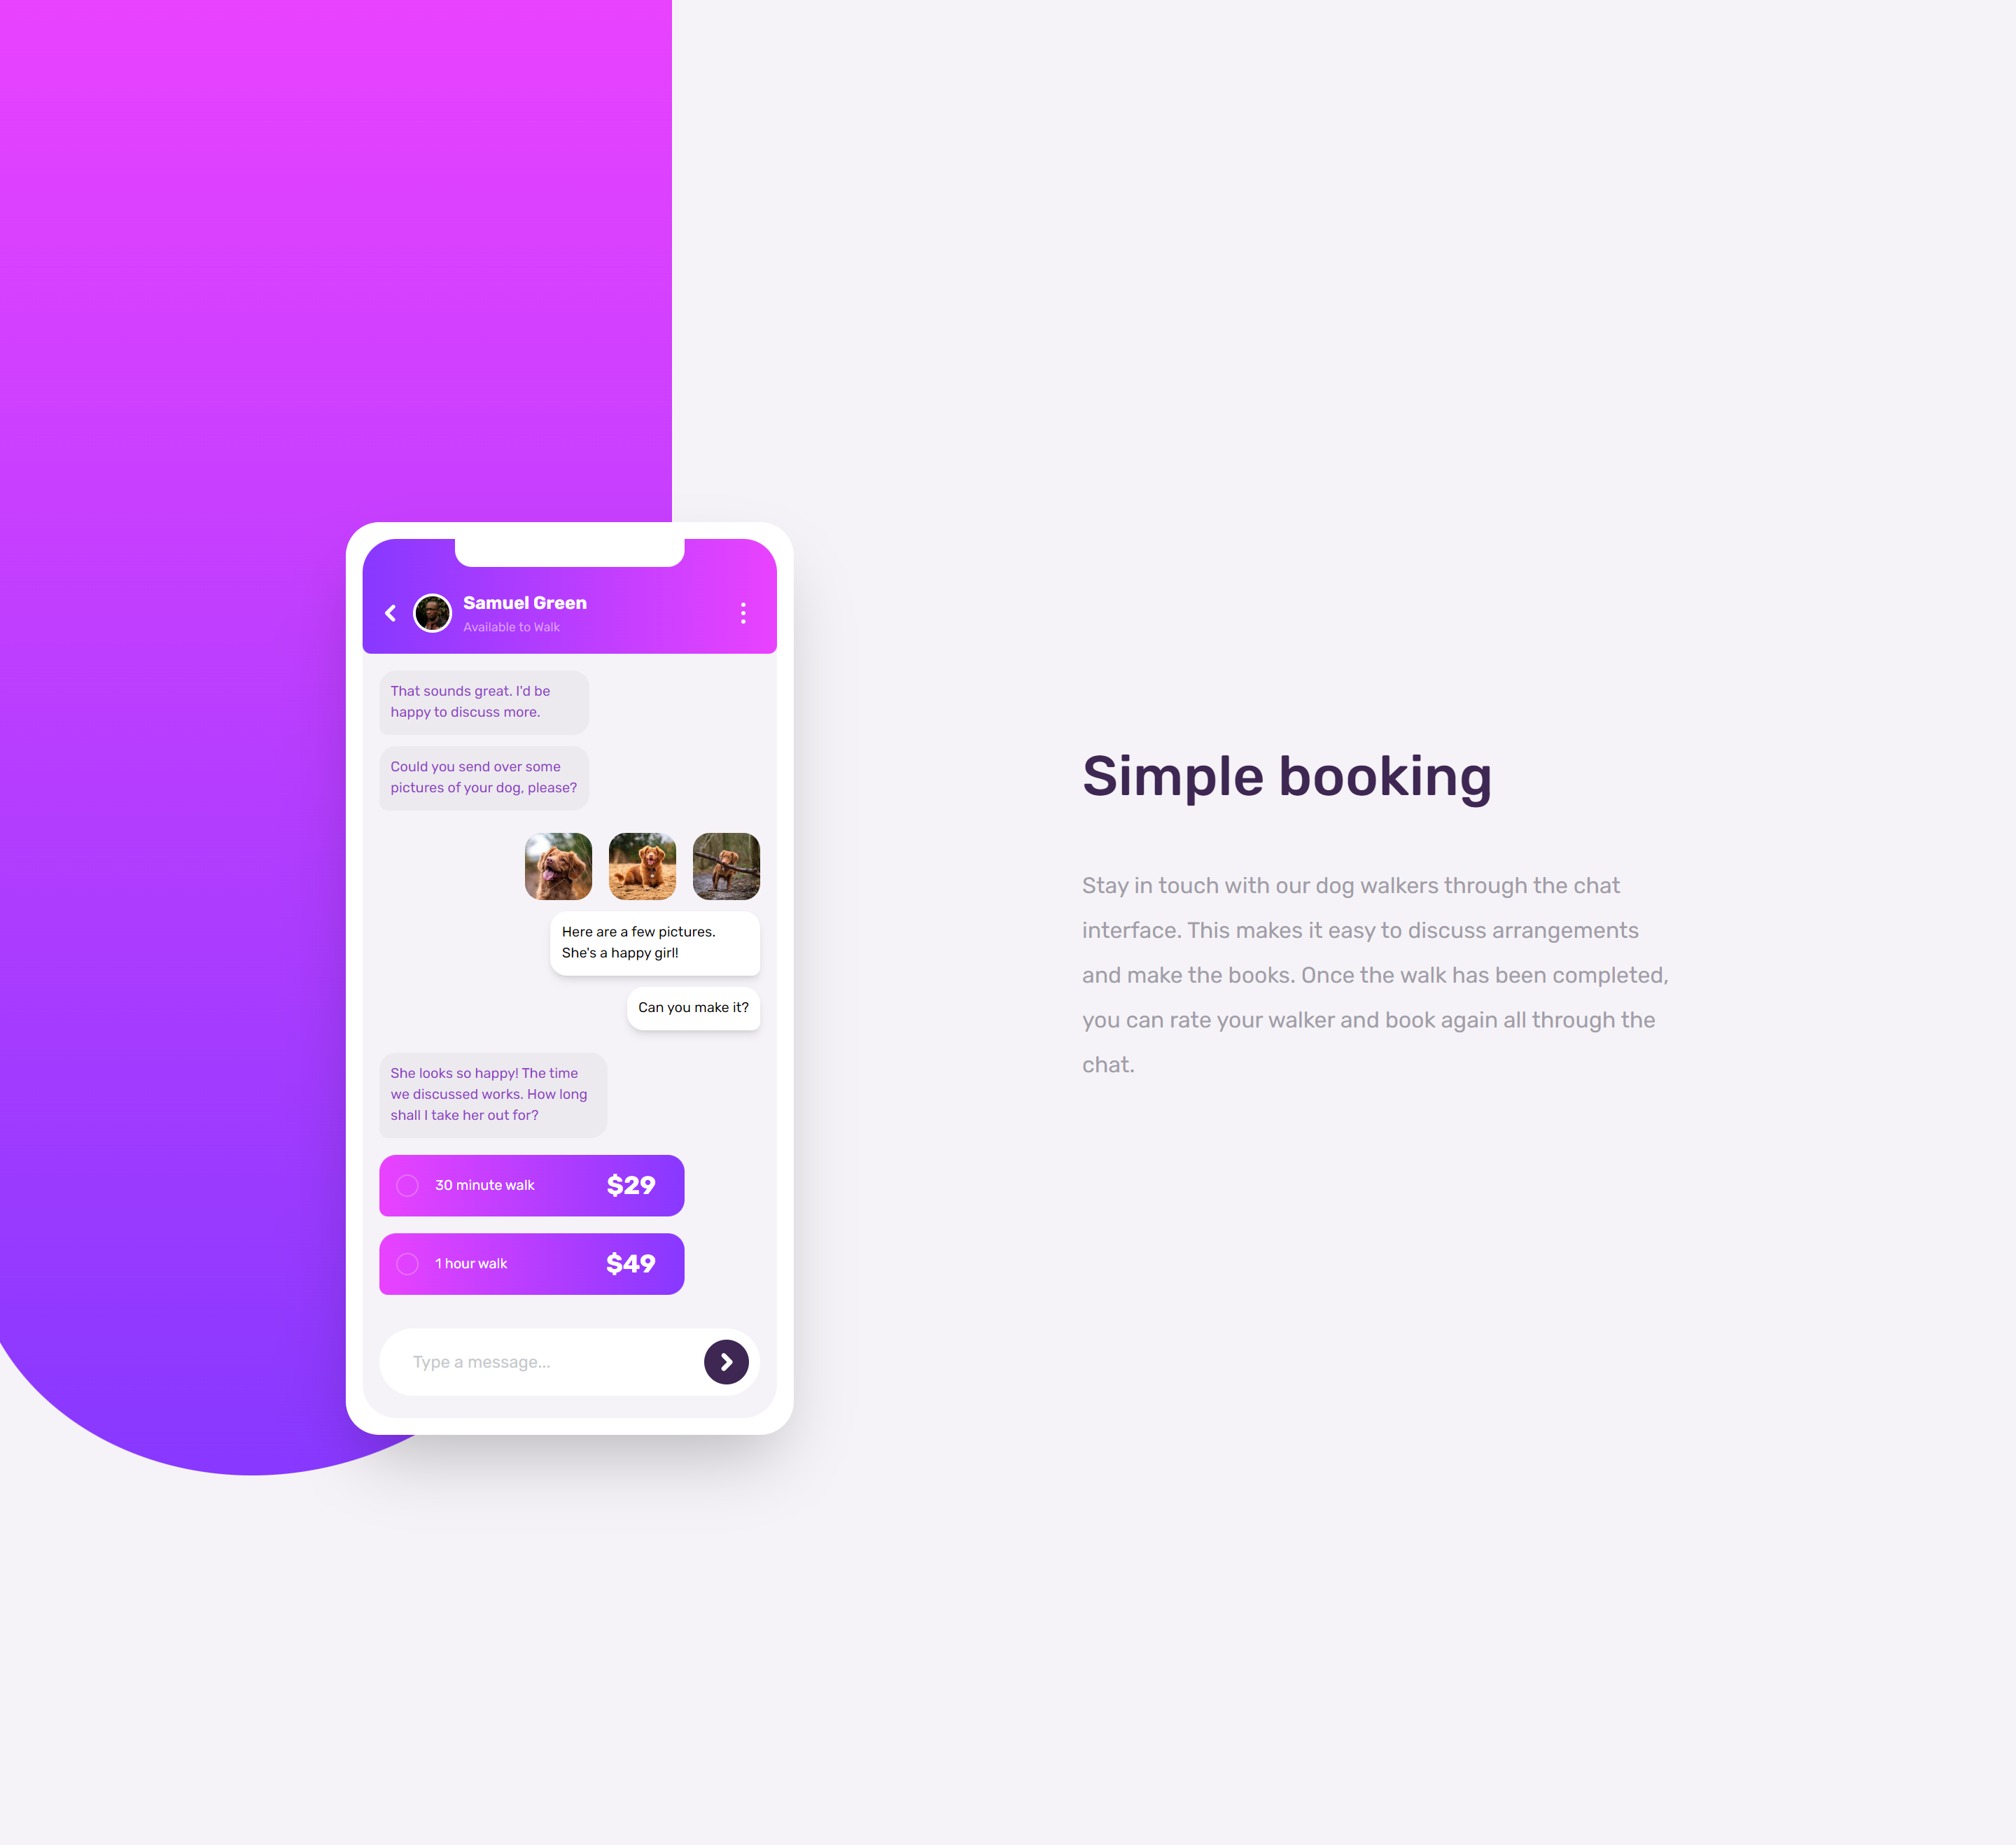 Samuel Green
Available to Walk
That sounds great. I'd be
happy to discuss more.
Could you send over some
pictures of your dog, please?
Here are a few pictures.
She's a happy girl!
Can you make it?
She looks so happy! The time
we discussed works. How long
shall I take her out for?
30 minute walk $29
1 hour walk $49
Type a message...
Simple booking
Stay in touch with our dog walkers through the chat
interface. This makes it easy to discuss arrangements
and make the books. Once the walk has been completed,
you can rate your walker and book again all through the
chat.